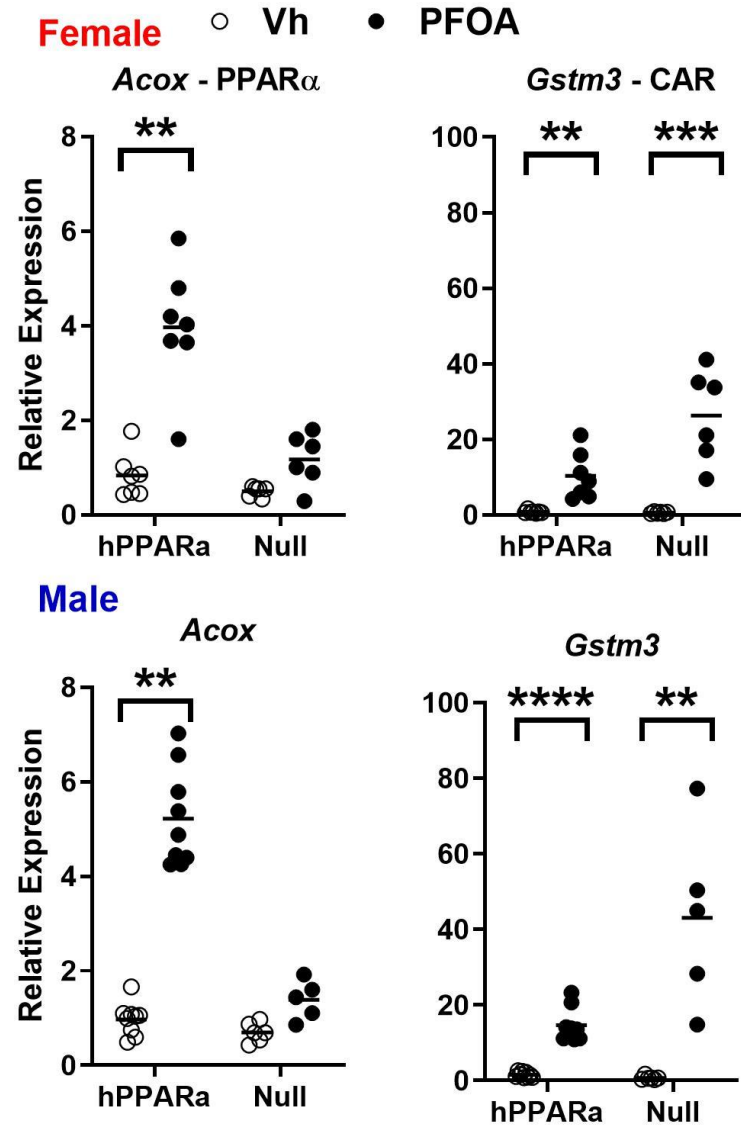 Female ○ Vh ● PFOA
Acox - PPARα
** 
8
6
4
2
0
Relative Expression
hPPARa Null
Gstm3 - CAR
** ***
100
80
60
40
20
0
hPPARa Null
Male
Acox
**
8
6
4
2
0
Relative Expression
hPPARa Null
Gstm3
**** **
100
80
60
40
20
0
hPPARa Null